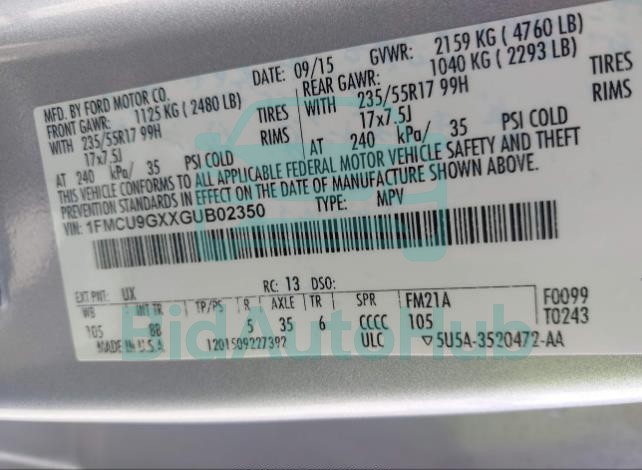 MFD. BY FORD MOTOR CO. DATE: 09/15 GVWR: 2159 KG ( 4760 LB)
FRONT GAWR: 1125 KG ( 2480 LB) REAR GAWR: 1040 KG ( 2293 LB)
WITH 235/55R17 99H TIRES WITH 235/55R17 99H TIRES
17x7.5J RIMS 17x7.5J RIMS
AT 240 kPa/ 35 PSI COLD AT 240 kPa/ 35 PSI COLD
THIS VEHICLE CONFORMS TO ALL APPLICABLE FEDERAL MOTOR VEHICLE SAFETY AND THEFT
PREVENTION STANDARDS IN EFFECT ON THE DATE OF MANUFACTURE SHOWN ABOVE.
VIN: 1FMCU9GXXGUB02350 TYPE: MPV
EXT PNT: UX RC: 13 DSO:
WB INT TR TP/PS R AXLE TR SPR FM21A F0099
105 8B 5 35 6 CCCC 105 T0243
MADE IN U.S.A. 1201509227392 ULC ▽5U5A-3520472-AA
BidAutoHub